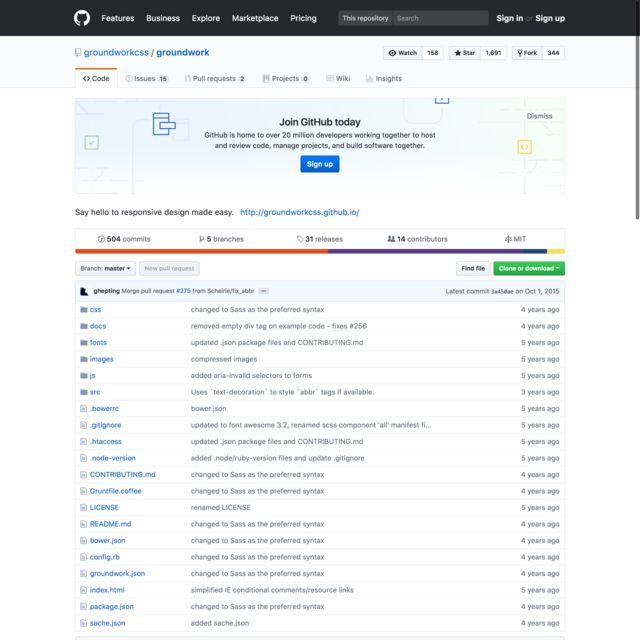 Features Business Explore Marketplace Pricing This repository Search Sign in or Sign up
groundworkcss / groundwork Watch 158 Star 1,691 Fork 344
Code Issues 15 Pull requests 2 Projects 0 Wiki Insights
Join GitHub today
Dismiss
GitHub is home to over 20 million developers working together to host
and review code, manage projects, and build software together.
Sign up
Say hello to responsive design made easy. http://groundworkcss.github.io/
504 commits 5 branches 31 releases 14 contributors MIT
Branch: master New pull request Find file Clone or download
ghepting Merge pull request #275 from Scheirle/fix_abbr Latest commit 3a450ae on Oct 1, 2015
css changed to Sass as the preferred syntax 4 years ago
docs removed empty div tag on example code - fixes #256 4 years ago
fonts updated .json package files and CONTRIBUTING.md 5 years ago
images compressed images 5 years ago
js added aria-invalid selectors to forms 5 years ago
src Uses `text-decoration` to style `abbr` tags if available. 3 years ago
.bowerrc bower.json 5 years ago
.gitignore updated to font awesome 3.2, renamed scss component 'all' manifest fi... 5 years ago
.htaccess updated .json package files and CONTRIBUTING.md 5 years ago
.node-version added .node/ruby-version files and update .gitignore 5 years ago
CONTRIBUTING.md changed to Sass as the preferred syntax 4 years ago
Gruntfile.coffee changed to Sass as the preferred syntax 4 years ago
LICENSE renamed LICENSE 5 years ago
README.md changed to Sass as the preferred syntax 4 years ago
bower.json changed to Sass as the preferred syntax 4 years ago
config.rb changed to Sass as the preferred syntax 4 years ago
groundwork.json changed to Sass as the preferred syntax 4 years ago
index.html simplified IE conditional comments/resource links 5 years ago
package.json changed to Sass as the preferred syntax 4 years ago
sache.json added sache.json 4 years ago